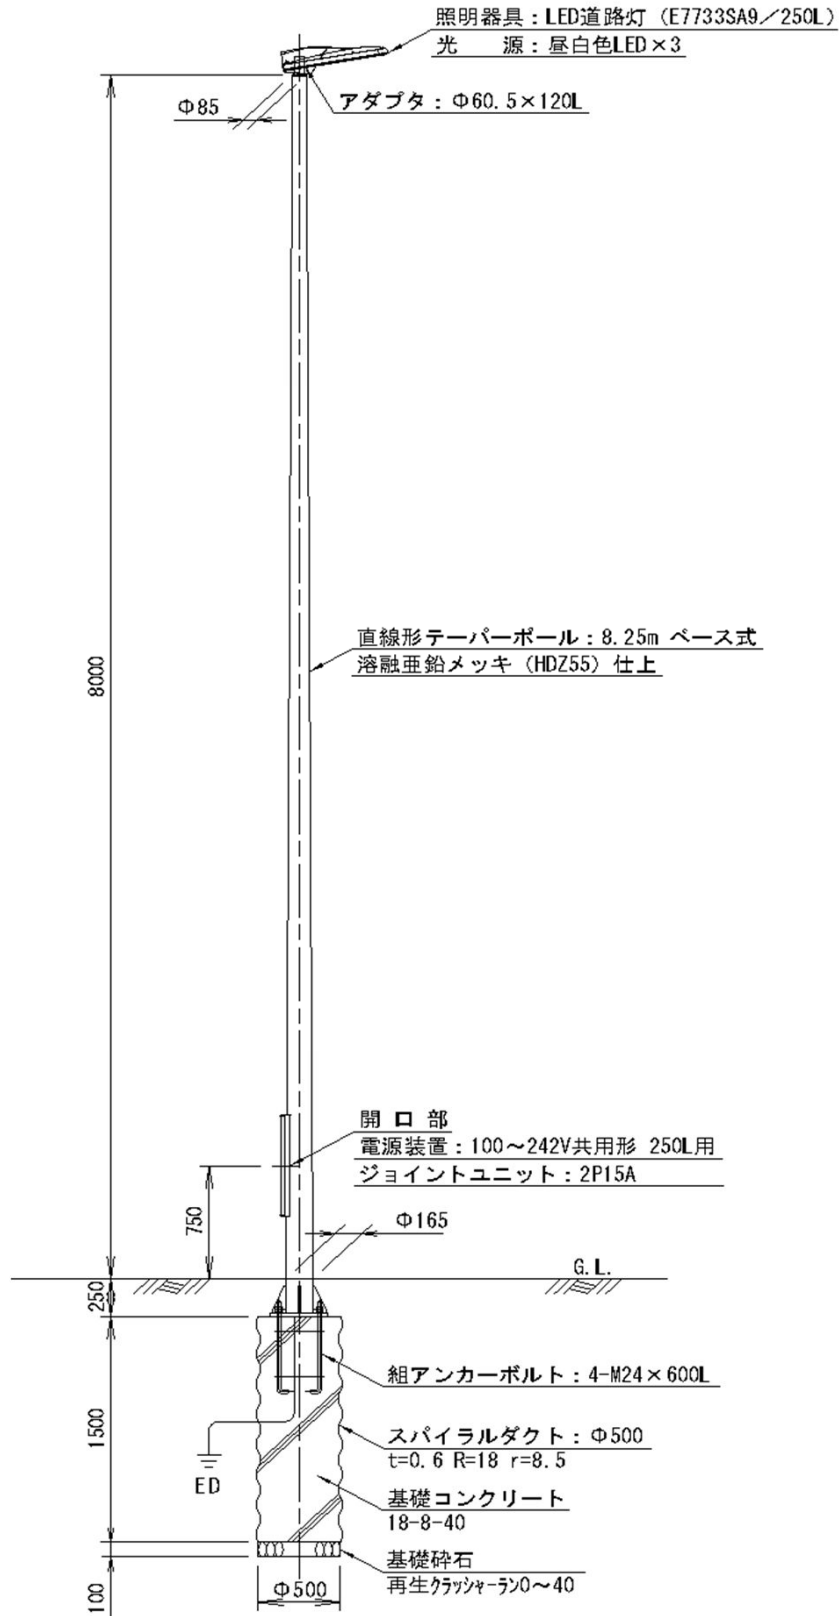 照明器具：LED道路灯（E7733SA9／250L）
光　　源：昼白色LED×3
アダプタ：Φ60.5×120L
Φ85
8000
直線形テーパーポール：8.25m ベース式
溶融亜鉛メッキ（HDZ55）仕上
開 口 部
電源装置：100～242V共用形 250L用
ジョイントユニット：2P15A
750
Φ165
G.L.
250
組アンカーボルト：4-M24×600L
1500
スパイラルダクト：Φ500
t=0.6 R=18 r=8.5
ED
基礎コンクリート
18-8-40
基礎砕石
再生クラッシャーラン0～40
Φ500
100